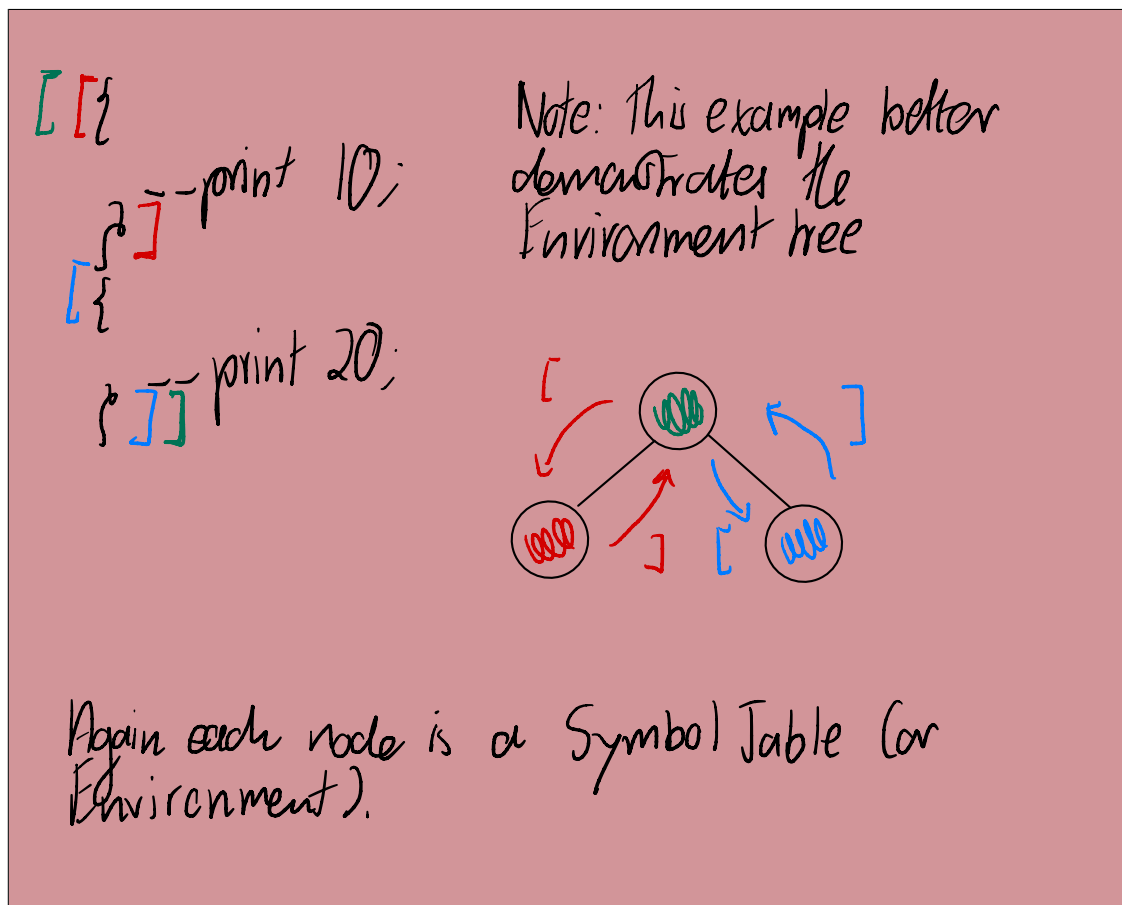 [ [ {
-- print 10;
} ]
[ {
-- print 20;
} ] ]
Note: This example better
demonstrates the
Environment tree
[
]
]
[
Again each node is a Symbol Table (or
Environment).